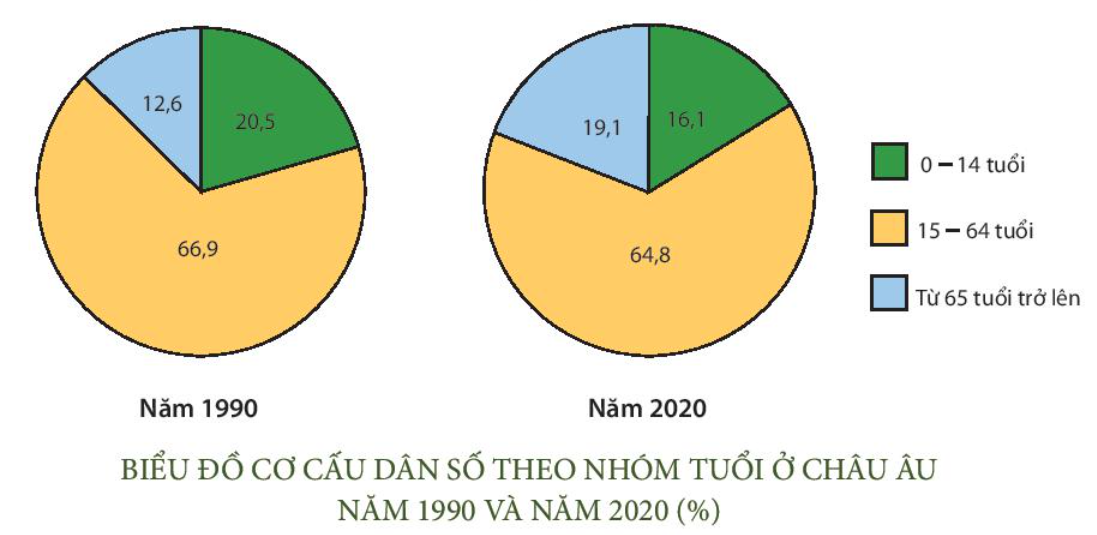 12,6
20,5
66,9
19,1
16,1
64,8
0 – 14 tuổi
15 – 64 tuổi
Từ 65 tuổi trở lên
Năm 1990
Năm 2020
BIỂU ĐỒ CƠ CẤU DÂN SỐ THEO NHÓM TUỔI Ở CHÂU ÂU
NĂM 1990 VÀ NĂM 2020 (%)